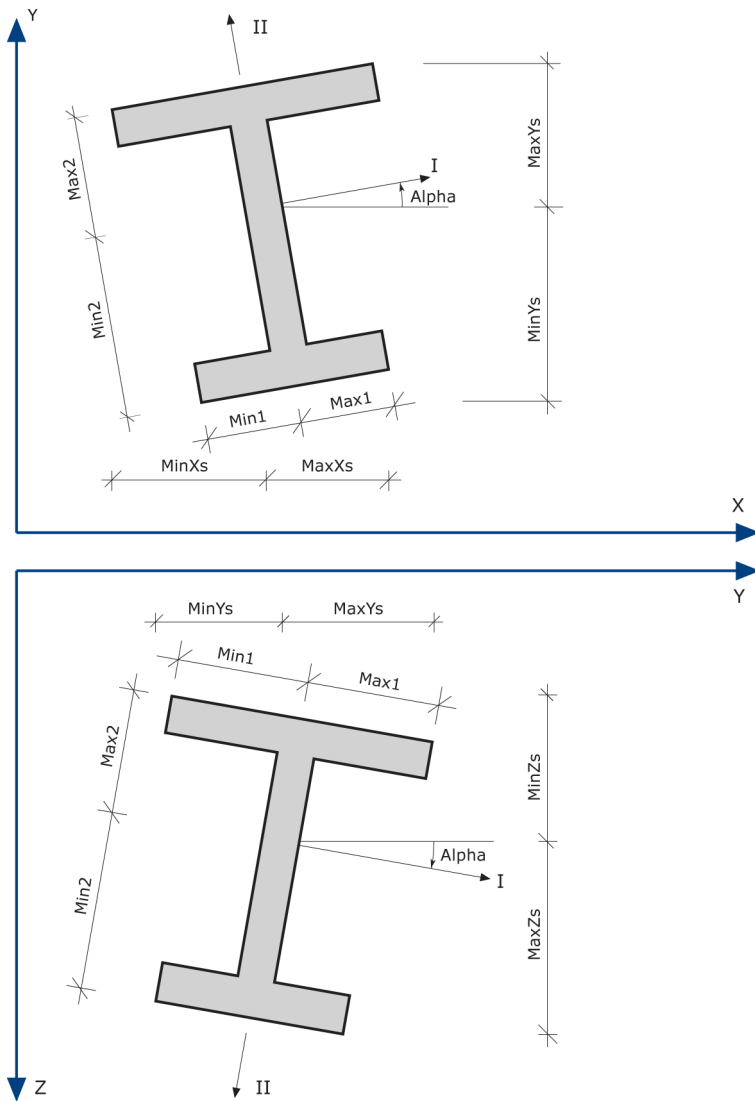 Y
II
MaxYs
Max2
I
Alpha
Min2
MinYs
Min1
Max1
MinXs
MaxXs
X
Y
MinYs
MaxYs
Min1
Max1
Max2
MinZs
Alpha
I
Min2
MaxZs
II
Z